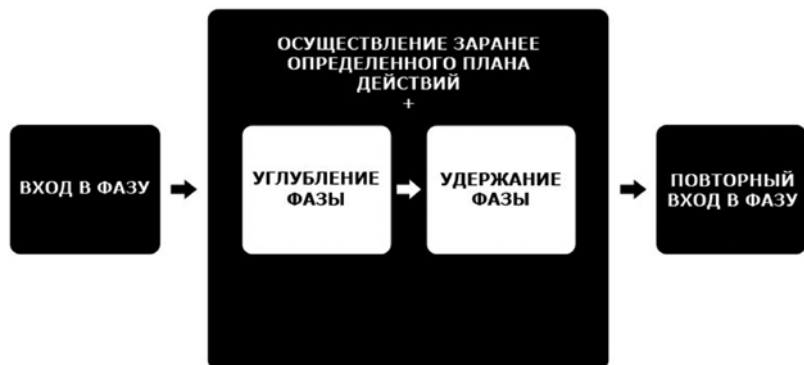 ОСУЩЕСТВЛЕНИЕ ЗАРАНЕЕ
ОПРЕДЕЛЕННОГО ПЛАНА
ДЕЙСТВИЙ
+
ВХОД В ФАЗУ
УГЛУБЛЕНИЕ
ФАЗЫ
УДЕРЖАНИЕ
ФАЗЫ
ПОВТОРНЫЙ
ВХОД В ФАЗУ